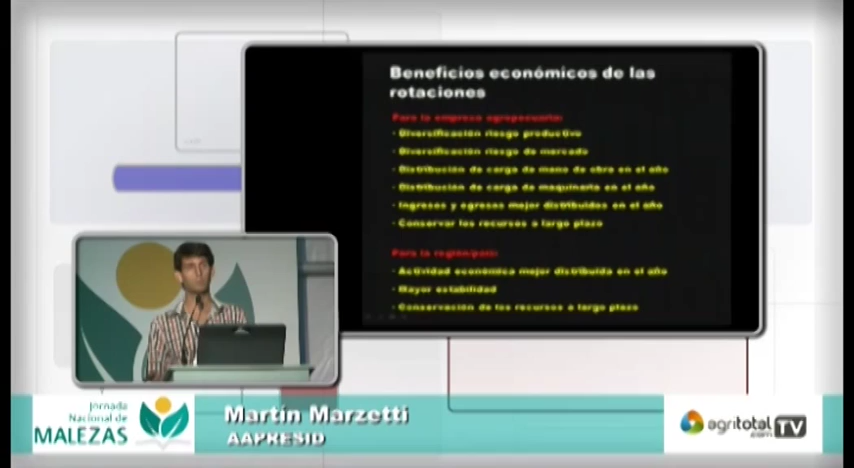 Beneficios económicos de las
rotaciones
Para la empresa agropecuaria:
- Diversificación riesgo productivo
- Diversificación riesgo de mercado
- Distribución de carga de mano de obra en el año
- Distribución de carga de maquinaria en el año
- Ingresos y egresos mejor distribuidos en el año
- Conservar los recursos a largo plazo
Para la región/país:
- Actividad económica mejor distribuida en el año
- Mayor estabilidad
- Conservación de los recursos a largo plazo
Jornada
Nacional de
MALEZAS
Martín Marzetti
AAPRESID
agritotal
.com TV